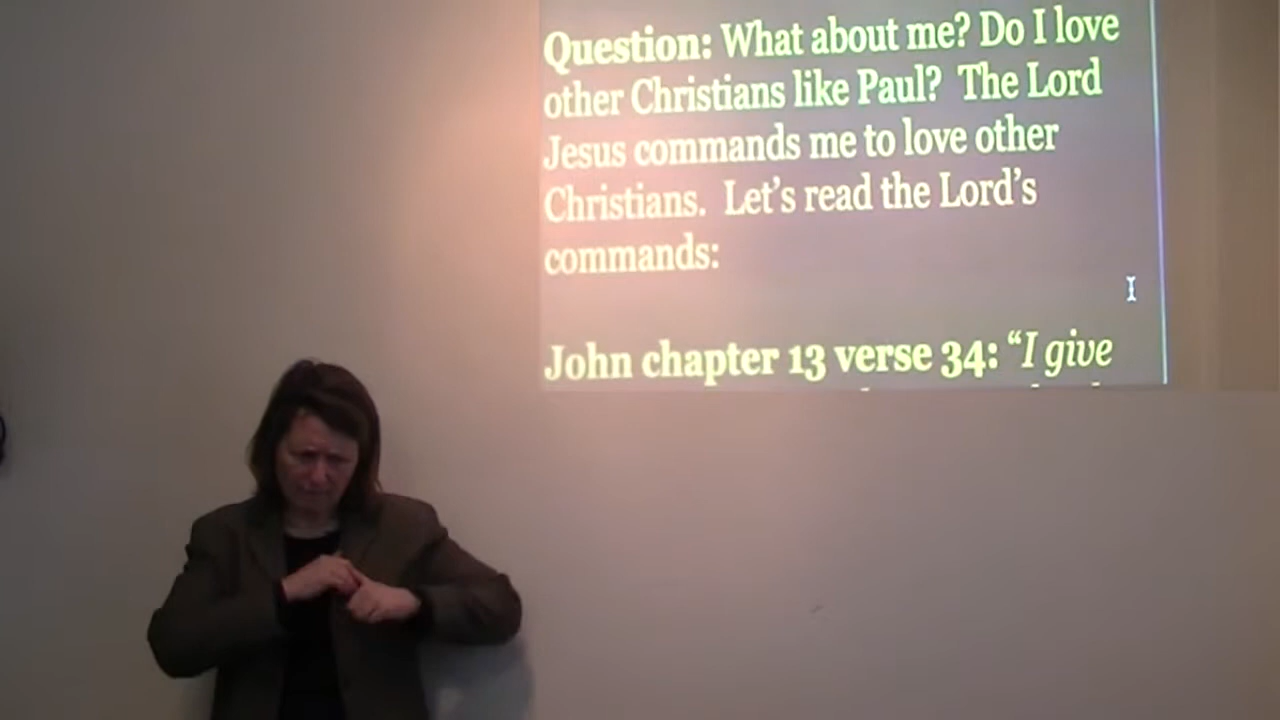 Question: What about me? Do I love
other Christians like Paul? The Lord
Jesus commands me to love other
Christians. Let’s read the Lord’s
commands:
John chapter 13 verse 34: “I give